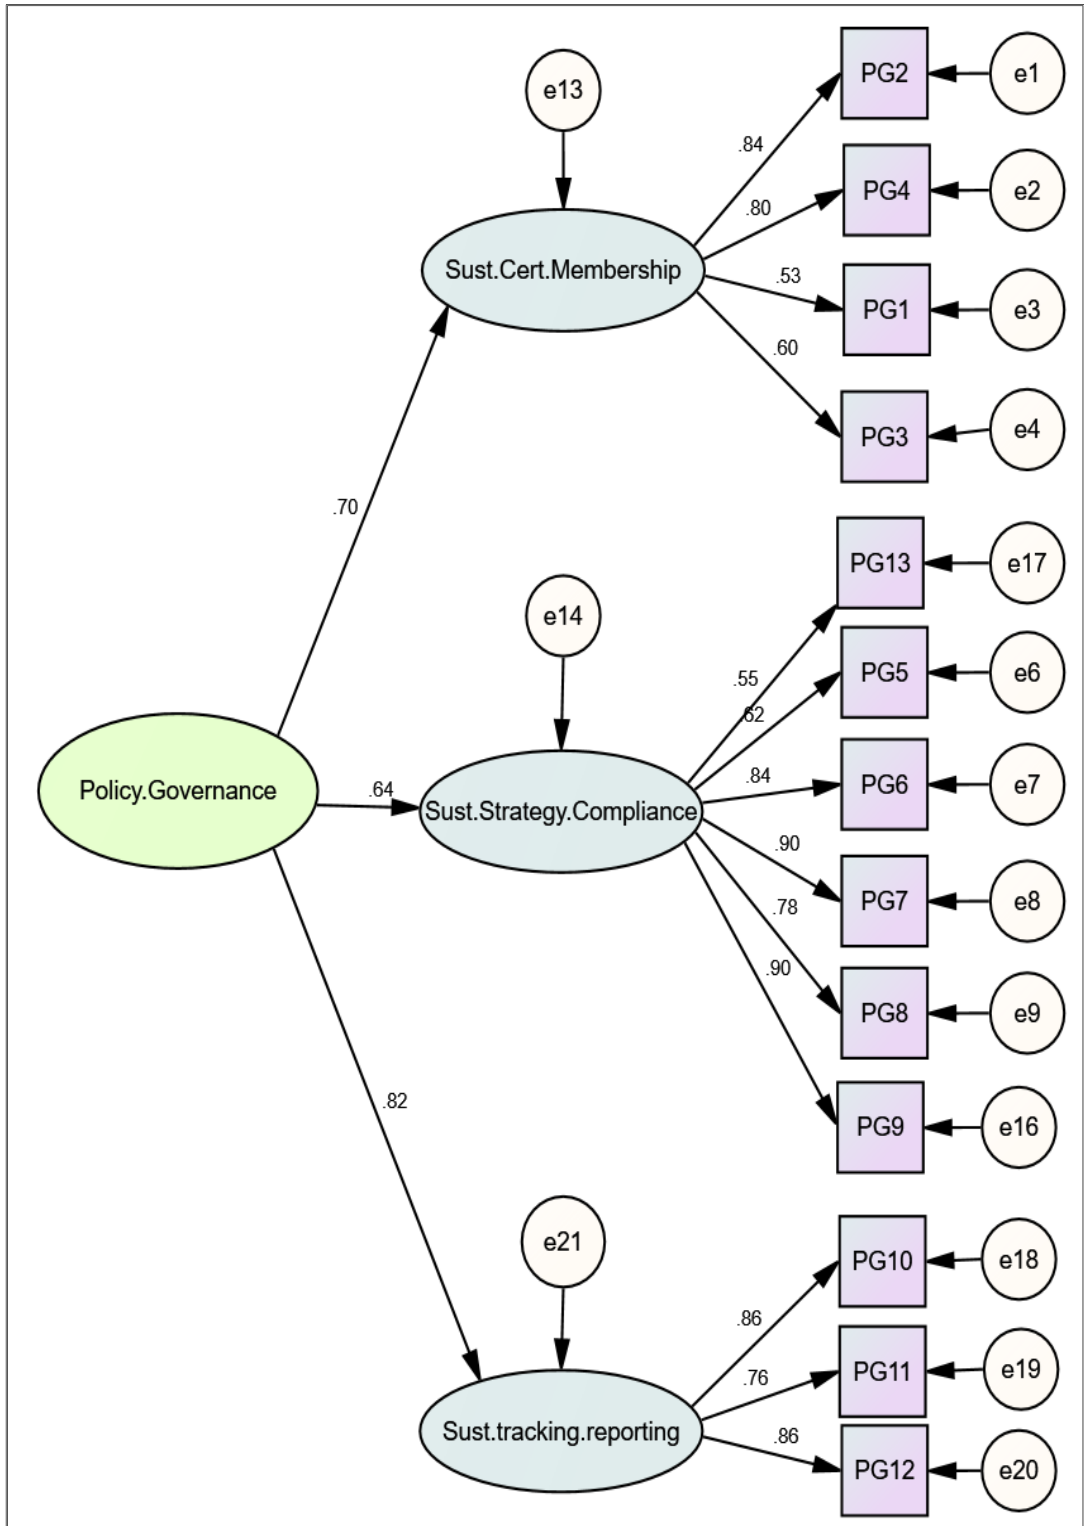 e13
PG2
e1
.84
PG4
e2
.80
Sust.Cert.Membership
.53
PG1
e3
.60
PG3
e4
.70
PG13
e17
e14
.55
PG5
e6
.62
.84
PG6
e7
Policy.Governance
.64
Sust.Strategy.Compliance
.90
PG7
e8
.78
.90
PG8
e9
.82
PG9
e16
e21
PG10
e18
.86
.76
PG11
e19
Sust.tracking.reporting
.86
PG12
e20